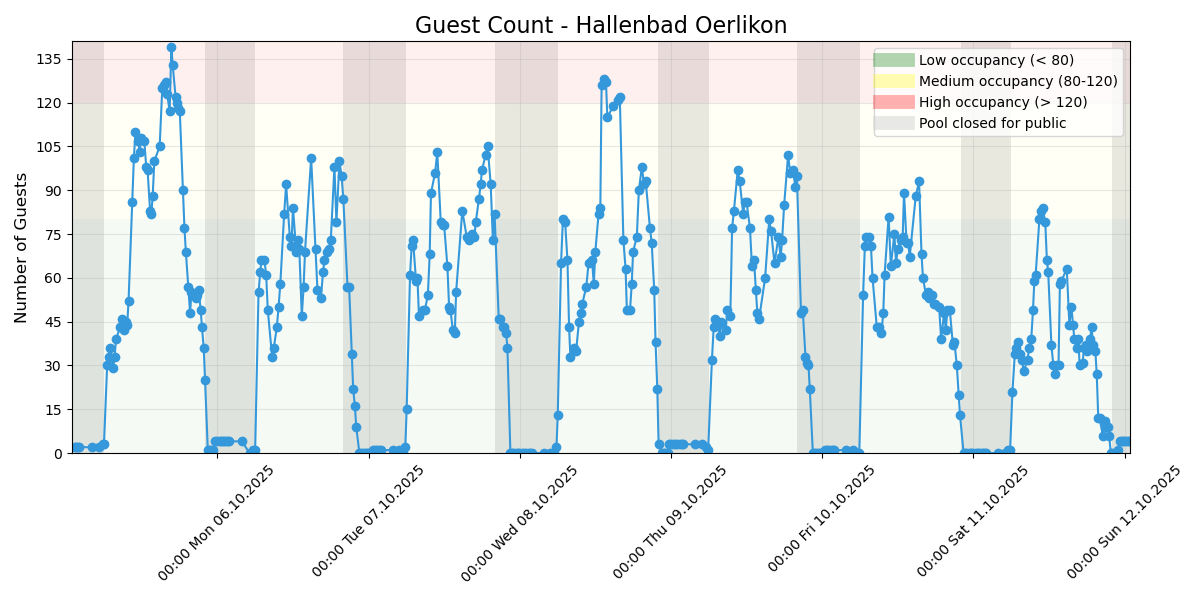 Guest Count - Hallenbad Oerlikon
Low occupancy (< 80)
Medium occupancy (80-120)
High occupancy (> 120)
Pool closed for public
Number of Guests
135
120
105
90
75
60
45
30
15
0
00:00 Mon 06.10.2025
00:00 Tue 07.10.2025
00:00 Wed 08.10.2025
00:00 Thu 09.10.2025
00:00 Fri 10.10.2025
00:00 Sat 11.10.2025
00:00 Sun 12.10.2025